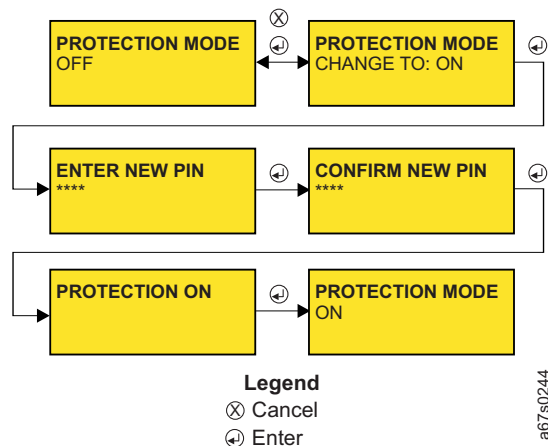 PROTECTION MODE
OFF
PROTECTION MODE
CHANGE TO: ON
ENTER NEW PIN
****
CONFIRM NEW PIN
****
PROTECTION ON
PROTECTION MODE
ON
Legend
Cancel
Enter
a67s0244